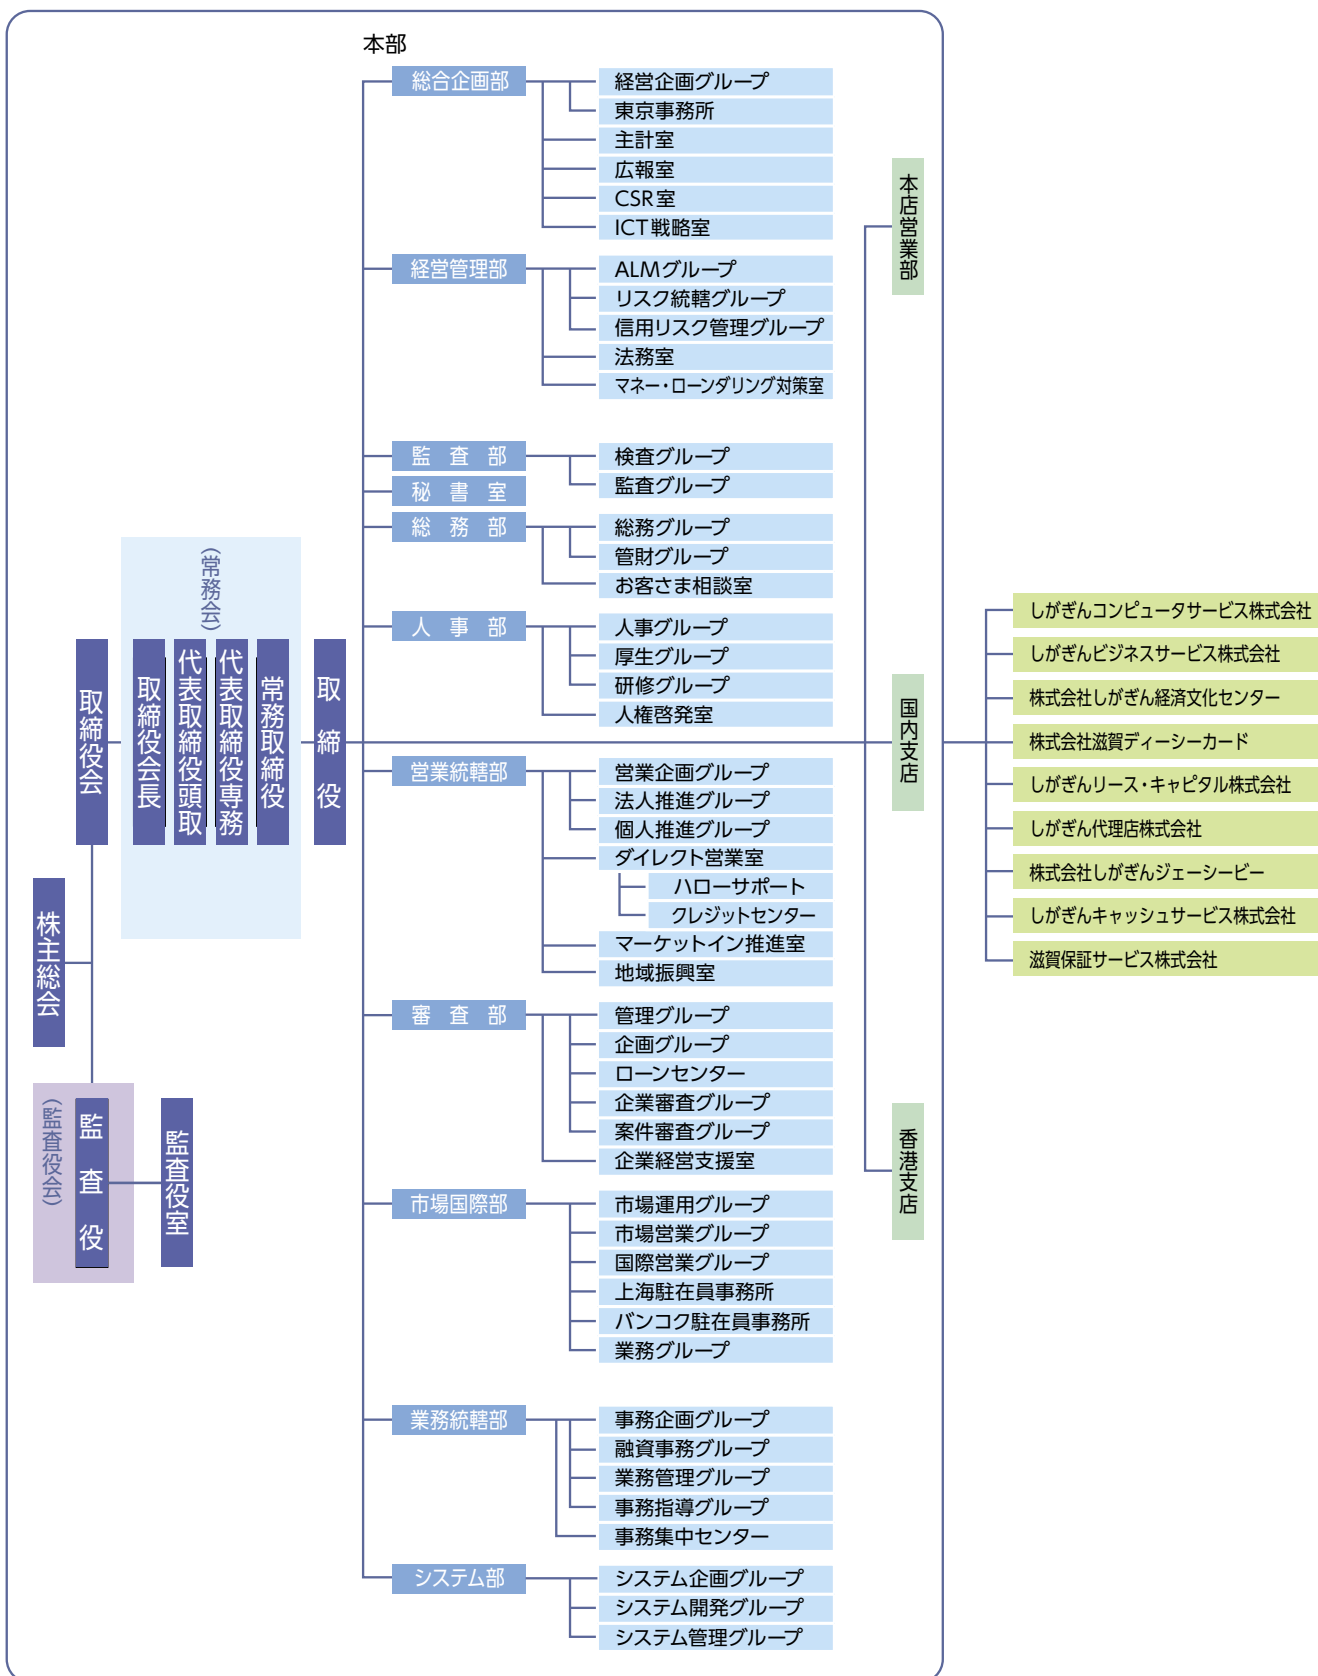 本部
総合企画部
経営企画グループ
東京事務所
主計室
広報室
CSR室
ICT戦略室
経営管理部
ALMグループ
リスク統轄グループ
信用リスク管理グループ
法務室
マネー・ローンダリング対策室
監査部
検査グループ
監査グループ
秘書室
総務部
総務グループ
管財グループ
お客さま相談室
人事部
人事グループ
厚生グループ
研修グループ
人権啓発室
営業統轄部
営業企画グループ
法人推進グループ
個人推進グループ
ダイレクト営業室
ハローサポート
クレジットセンター
マーケットイン推進室
地域振興室
審査部
管理グループ
企画グループ
ローンセンター
企業審査グループ
案件審査グループ
企業経営支援室
市場国際部
市場運用グループ
市場営業グループ
国際営業グループ
上海駐在員事務所
バンコク駐在員事務所
業務グループ
業務統轄部
事務企画グループ
融資事務グループ
業務管理グループ
事務指導グループ
事務集中センター
システム部
システム企画グループ
システム開発グループ
システム管理グループ
株主総会
取締役会
(常務会)
取締役会長
代表取締役頭取
代表取締役専務
常務取締役
取締役
(監査役会)
監査役
監査役室
本店営業部
国内支店
香港支店
しがぎんコンピュータサービス株式会社
しがぎんビジネスサービス株式会社
株式会社しがぎん経済文化センター
株式会社滋賀ディーシーカード
しがぎんリース・キャピタル株式会社
しがぎん代理店株式会社
株式会社しがぎんジェーシービー
しがぎんキャッシュサービス株式会社
滋賀保証サービス株式会社